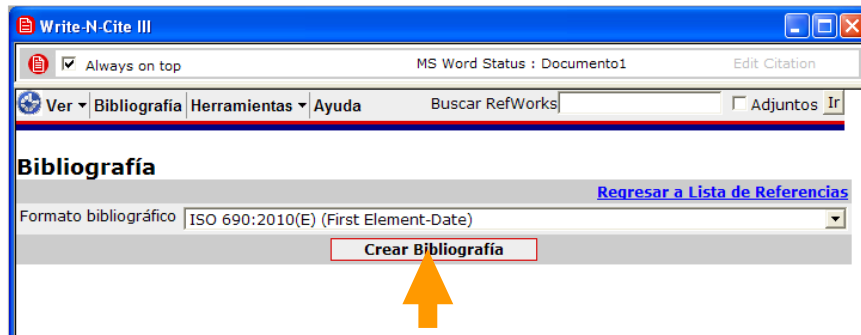 Write-N-Cite III
Always on top MS Word Status : Documento1 Edit Citation
Ver Bibliografía Herramientas Ayuda Buscar RefWorks Adjuntos Ir
Bibliografía
Regresar a Lista de Referencias
Formato bibliográfico ISO 690:2010(E) (First Element-Date)
Crear Bibliografía